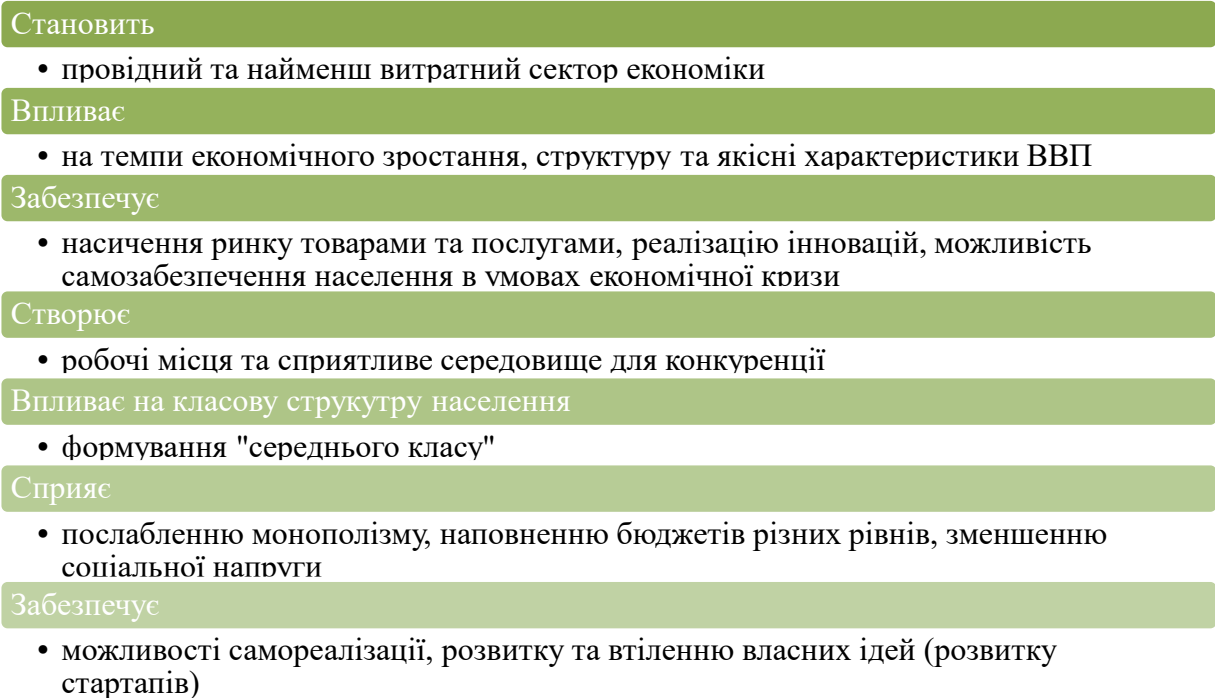 Становить
• провідний та найменш витратний сектор економіки
Впливає
• на темпи економічного зростання, структуру та якісні характеристики ВВП
Забезпечує
• насичення ринку товарами та послугами, реалізацію інновацій, можливість
самозабезпечення населення в умовах економічної кризи
Створює
• робочі місця та сприятливе середовище для конкуренції
Впливає на класову струкутру населення
• формування "середнього класу"
Сприяє
• послабленню монополізму, наповненню бюджетів різних рівнів, зменшенню
соціальної напруги
Забезпечує
• можливості самореалізації, розвитку та втіленню власних ідей (розвитку
стартапів)